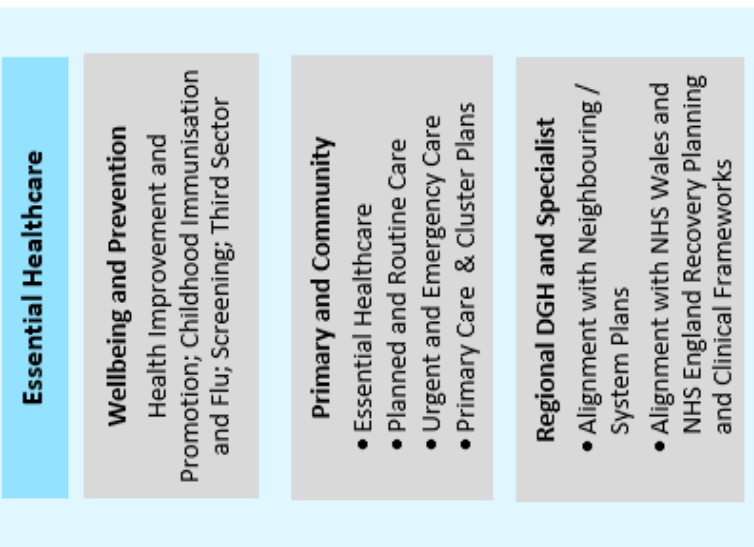 Essential Healthcare
Wellbeing and Prevention
Health Improvement and
Promotion; Childhood Immunisation
and Flu; Screening; Third Sector
Primary and Community
• Essential Healthcare
• Planned and Routine Care
• Urgent and Emergency Care
• Primary Care & Cluster Plans
Regional DGH and Specialist
• Alignment with Neighbouring /
System Plans
• Alignment with NHS Wales and
NHS England Recovery Planning
and Clinical Frameworks